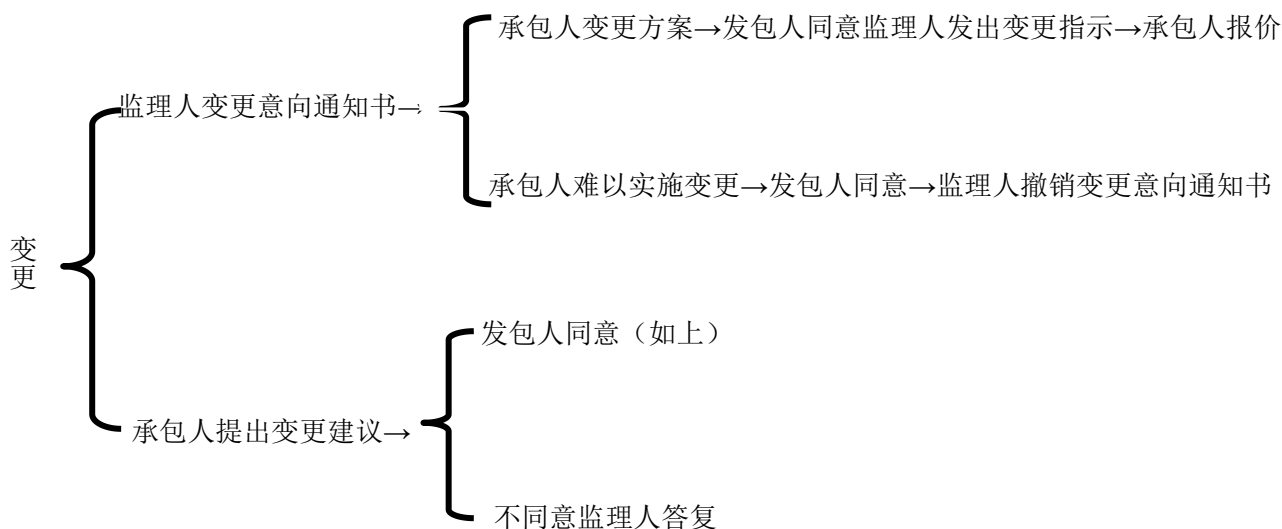 承包人变更方案→发包人同意监理人发出变更指示→承包人报价
监理人变更意向通知书→
承包人难以实施变更→发包人同意→监理人撤销变更意向通知书
变更
发包人同意（如上）
承包人提出变更建议→
不同意监理人答复